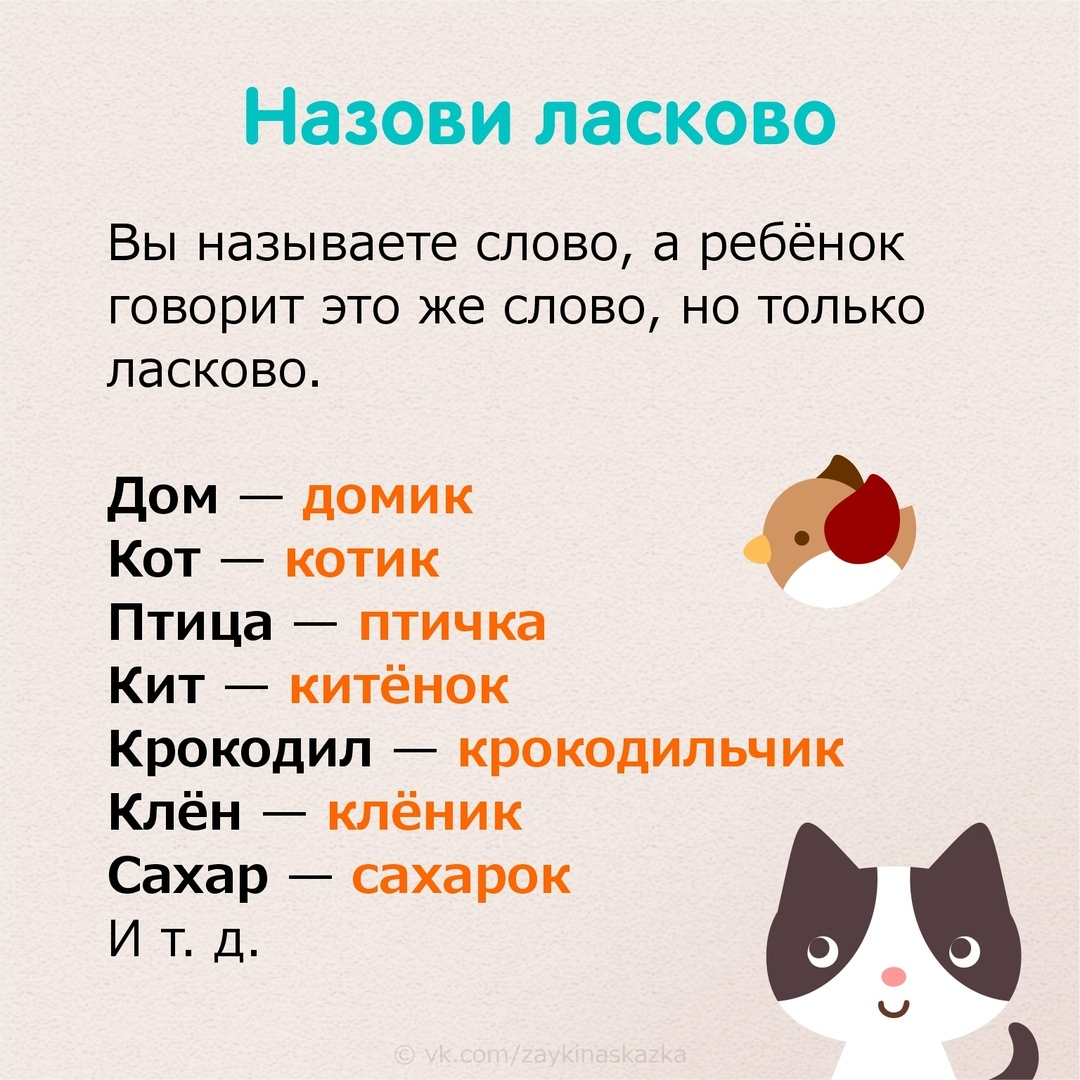 Назови ласково
Вы называете слово, а ребёнок
говорит это же слово, но только
ласково.
Дом — домик
Кот — котик
Птица — птичка
Кит — китёнок
Крокодил — крокодильчик
Клён — клёник
Сахар — сахарок
И т. д.
© vk.com/zaykinaskazka